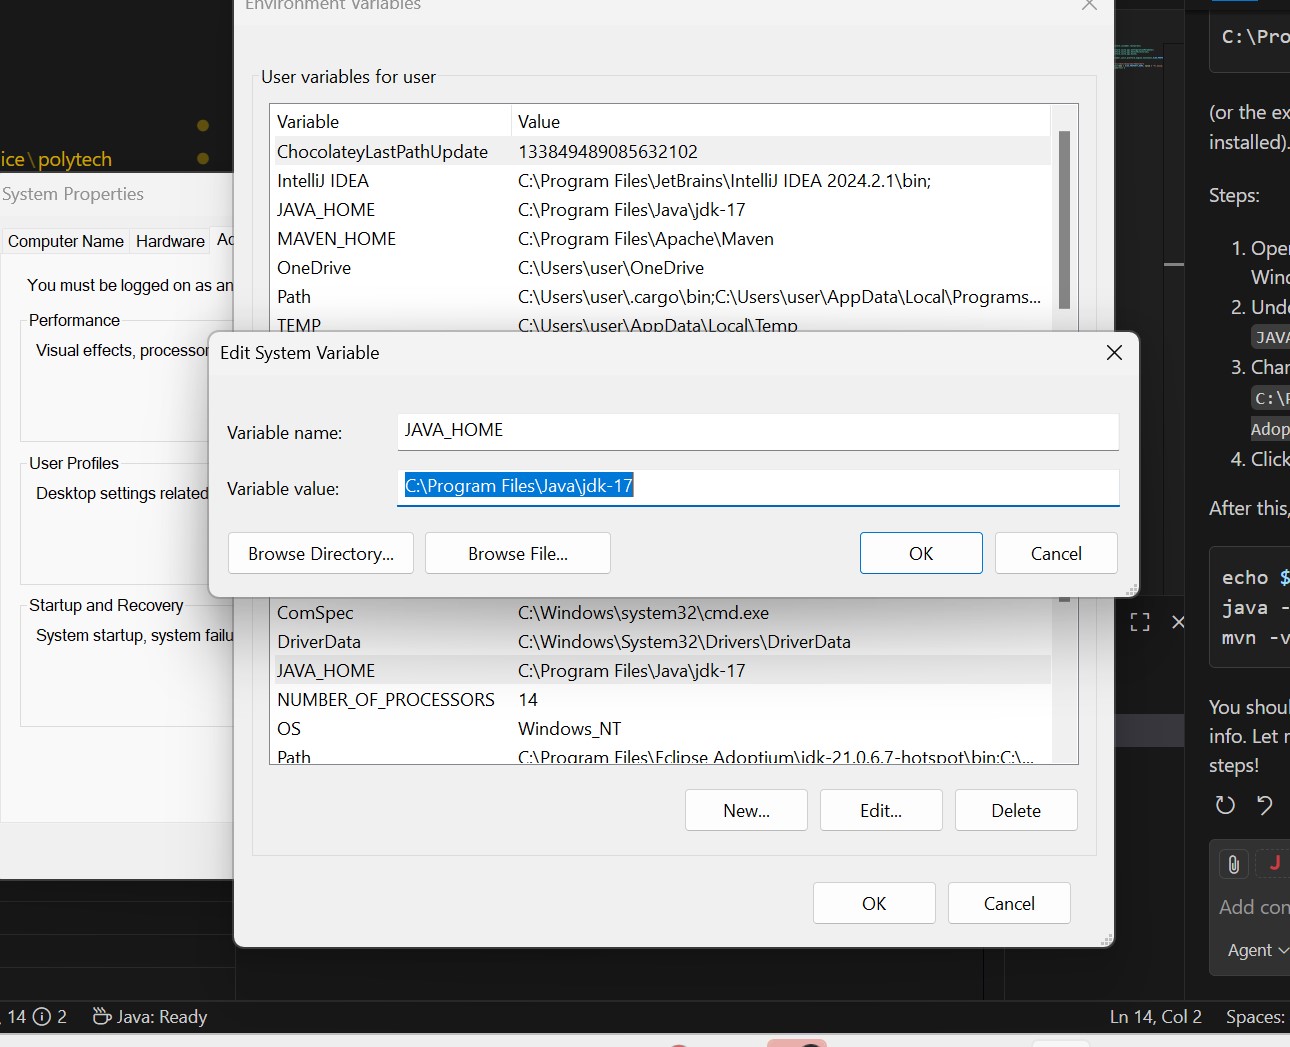 Environment Variables
User variables for user
Variable Value
ChocolateyLastPathUpdate 133849489085632102
IntelliJ IDEA C:\Program Files\JetBrains\IntelliJ IDEA 2024.2.1\bin;
JAVA_HOME C:\Program Files\Java\jdk-17
MAVEN_HOME C:\Program Files\Apache\Maven
OneDrive C:\Users\user\OneDrive
Path C:\Users\user\.cargo\bin;C:\Users\user\AppData\Local\Programs...
TEMP C:\Users\user\AppData\Local\Temp
ice\polytech
System Properties
Computer Name Hardware Ad
You must be logged on as an
Performance
Visual effects, processor
User Profiles
Desktop settings related
Startup and Recovery
System startup, system failu
Edit System Variable
Variable name: JAVA_HOME
Variable value: C:\Program Files\Java\jdk-17
Browse Directory... Browse File... OK Cancel
ComSpec C:\Windows\system32\cmd.exe
DriverData C:\Windows\System32\Drivers\DriverData
JAVA_HOME C:\Program Files\Java\jdk-17
NUMBER_OF_PROCESSORS 14
OS Windows_NT
Path C:\Program Files\Eclipse Adoptium\jdk-21.0.6.7-hotspot\bin;C:\...
New... Edit... Delete
OK Cancel
C:\Pro
(or the ex
installed).
Steps:
1. Oper
Winc
2. Unde
JAVA
3. Char
C:\P
Adop
4. Click
After this,
echo $
java -
mvn -v
You shoul
info. Let r
steps!
J
Add con
Agent
14 2 Java: Ready
Ln 14, Col 2 Spaces: